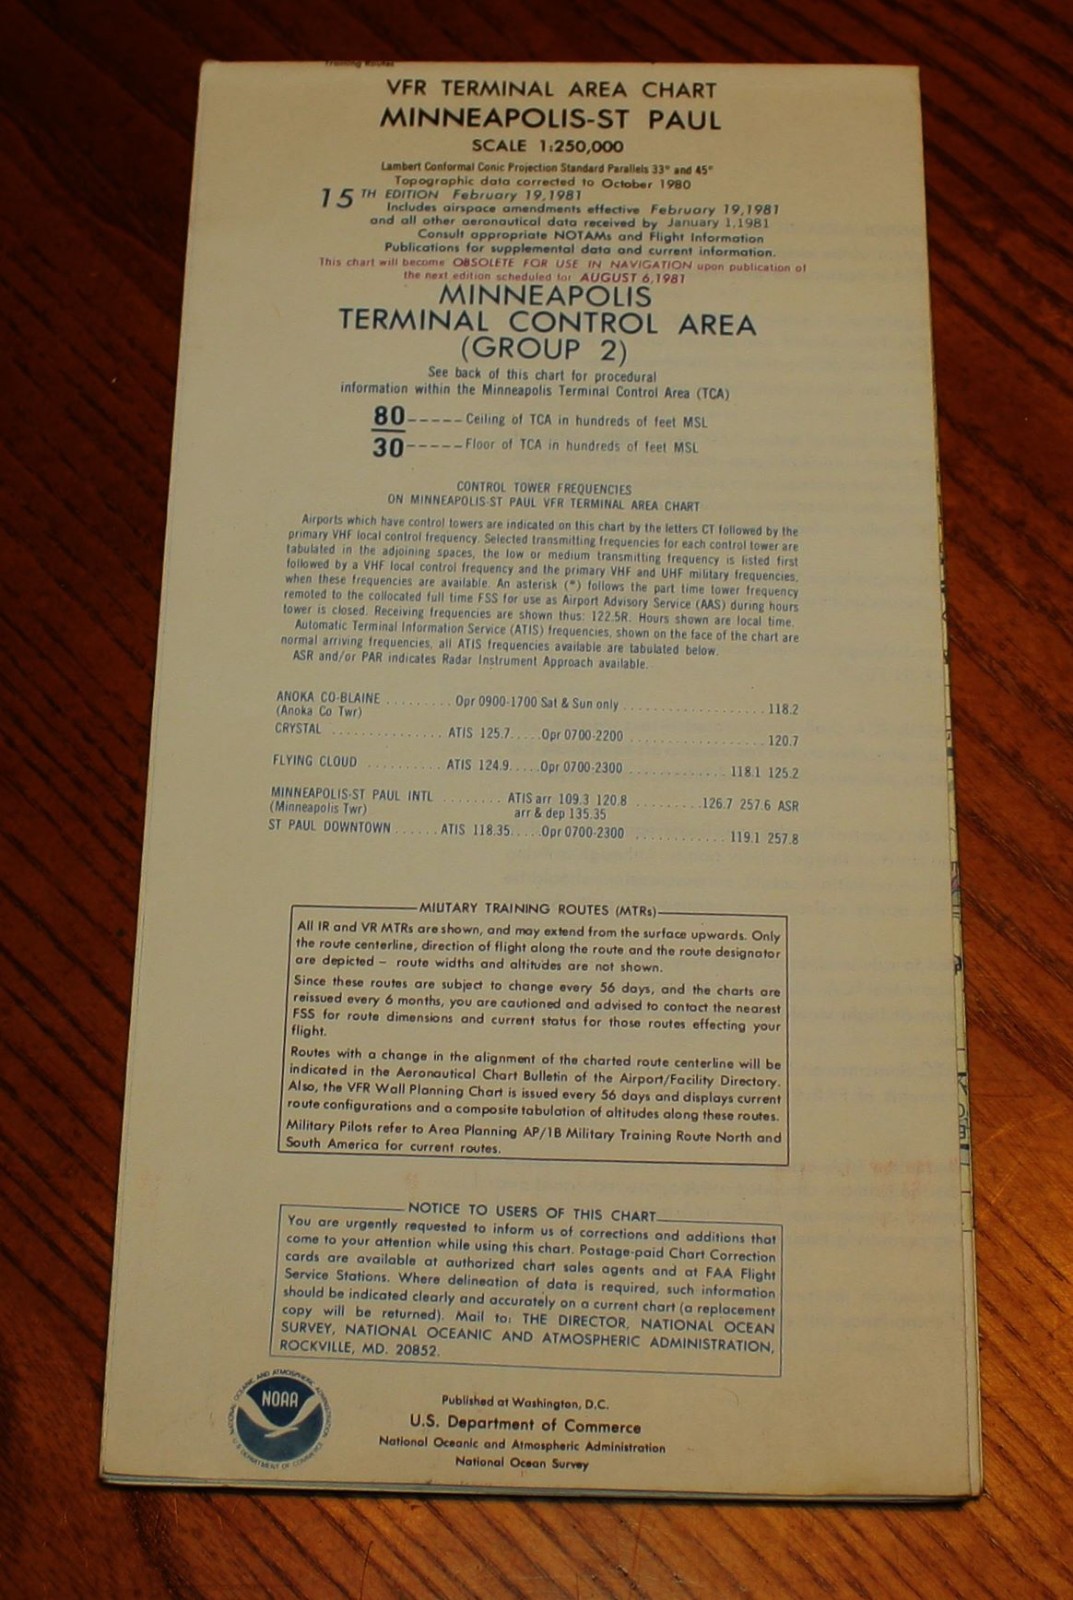 Training Routes
VFR TERMINAL AREA CHART
MINNEAPOLIS-ST PAUL
SCALE 1:250,000
Lambert Conformal Conic Projection Standard Parallels 33° and 45°
Topographic data corrected to October 1980
15TH EDITION February 19,1981
Includes airspace amendments effective February 19,1981
and all other aeronautical data received by January 1,1981
Consult appropriate NOTAMs and Flight Information
Publications for supplemental data and current information.
This chart will become OBSOLETE FOR USE IN NAVIGATION upon publication of
the next edition scheduled for AUGUST 6,1981
MINNEAPOLIS
TERMINAL CONTROL AREA
(GROUP 2)
See back of this chart for procedural
information within the Minneapolis Terminal Control Area (TCA)
80-----Ceiling of TCA in hundreds of feet MSL
30-----Floor of TCA in hundreds of feet MSL
CONTROL TOWER FREQUENCIES
ON MINNEAPOLIS-ST PAUL VFR TERMINAL AREA CHART
Airports which have control towers are indicated on this chart by the letters CT followed by the
primary VHF local control frequency. Selected transmitting frequencies for each control tower are
tabulated in the adjoining spaces, the low or medium transmitting frequency is listed first
followed by a VHF local control frequency and the primary VHF and UHF military frequencies,
when these frequencies are available. An asterisk (*) follows the part time tower frequency
remoted to the collocated full time FSS for use as Airport Advisory Service (AAS) during hours
tower is closed. Receiving frequencies are shown thus: 122.5R. Hours shown are local time.
Automatic Terminal Information Service (ATIS) frequencies, shown on the face of the chart are
normal arriving frequencies, all ATIS frequencies available are tabulated below.
ASR and/or PAR indicates Radar Instrument Approach available.
ANOKA CO-BLAINE ......... Opr 0900-1700 Sat & Sun only ................... 118.2
(Anoka Co Twr)
CRYSTAL ............... ATIS 125.7.....Opr 0700-2200 .................. 120.7
FLYING CLOUD .......... ATIS 124.9.....Opr 0700-2300 ............. 118.1 125.2
MINNEAPOLIS-ST PAUL INTL ........ ATIS arr 109.3 120.8 .........126.7 257.6 ASR
(Minneapolis Twr) arr & dep 135.35
ST PAUL DOWNTOWN ...... ATIS 118.35.....Opr 0700-2300 ............ 119.1 257.8
MILITARY TRAINING ROUTES (MTRs)
All IR and VR MTRs are shown, and may extend from the surface upwards. Only
the route centerline, direction of flight along the route and the route designator
are depicted – route widths and altitudes are not shown.
Since these routes are subject to change every 56 days, and the charts are
reissued every 6 months, you are cautioned and advised to contact the nearest
FSS for route dimensions and current status for those routes effecting your
flight.
Routes with a change in the alignment of the charted route centerline will be
indicated in the Aeronautical Chart Bulletin of the Airport/Facility Directory.
Also, the VFR Wall Planning Chart is issued every 56 days and displays current
route configurations and a composite tabulation of altitudes along these routes.
Military Pilots refer to Area Planning AP/1B Military Training Route North and
South America for current routes.
NOTICE TO USERS OF THIS CHART
You are urgently requested to inform us of corrections and additions that
come to your attention while using this chart. Postage-paid Chart Correction
cards are available at authorized chart sales agents and at FAA Flight
Service Stations. Where delineation of data is required, such information
should be indicated clearly and accurately on a current chart (a replacement
copy will be returned). Mail to: THE DIRECTOR, NATIONAL OCEAN
SURVEY, NATIONAL OCEANIC AND ATMOSPHERIC ADMINISTRATION,
ROCKVILLE, MD. 20852.
NATIONAL OCEANIC AND ATMOSPHERIC ADMINISTRATION
NOAA
U.S. DEPARTMENT OF COMMERCE
Published at Washington, D.C.
U.S. Department of Commerce
National Oceanic and Atmospheric Administration
National Ocean Survey